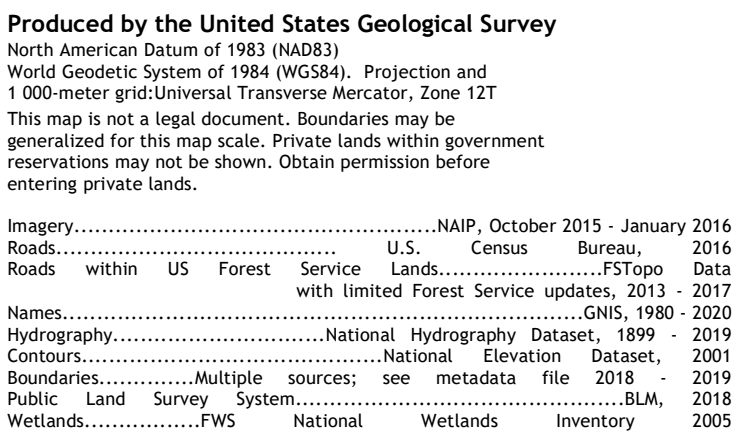 Produced by the United States Geological Survey
North American Datum of 1983 (NAD83)
World Geodetic System of 1984 (WGS84).  Projection and
1 000-meter grid:Universal Transverse Mercator, Zone 12T
This map is not a legal document. Boundaries may be
generalized for this map scale. Private lands within government
reservations may not be shown. Obtain permission before
entering private lands.
Imagery.....................................................NAIP, October 2015 - January 2016
Roads......................................... U.S. Census Bureau, 2016
Roads within US Forest Service Lands........................FSTopo Data
with limited Forest Service updates, 2013 - 2017
Names............................................................................GNIS, 1980 - 2020
Hydrography...............................National Hydrography Dataset, 1899 - 2019
Contours............................................National Elevation Dataset, 2001
Boundaries..............Multiple sources; see metadata file 2018 - 2019
Public Land Survey System................................................BLM, 2018
Wetlands.................FWS National Wetlands Inventory 2005